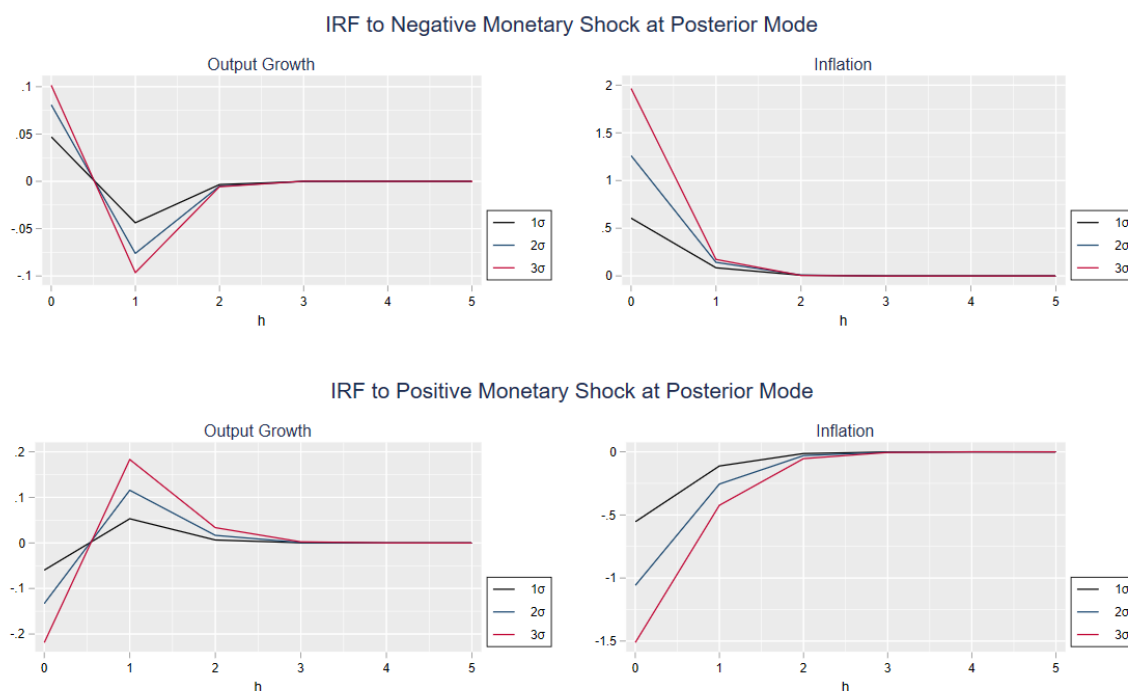 IRF to Negative Monetary Shock at Posterior Mode
Output Growth
.1
.05
0
-.05
-.1
0 1 2 3 4 5
h
1σ
2σ
3σ
Inflation
2
1.5
1
.5
0
0 1 2 3 4 5
h
1σ
2σ
3σ
IRF to Positive Monetary Shock at Posterior Mode
Output Growth
.2
.1
0
-.1
-.2
0 1 2 3 4 5
h
1σ
2σ
3σ
Inflation
0
-.5
-1
-1.5
0 1 2 3 4 5
h
1σ
2σ
3σ